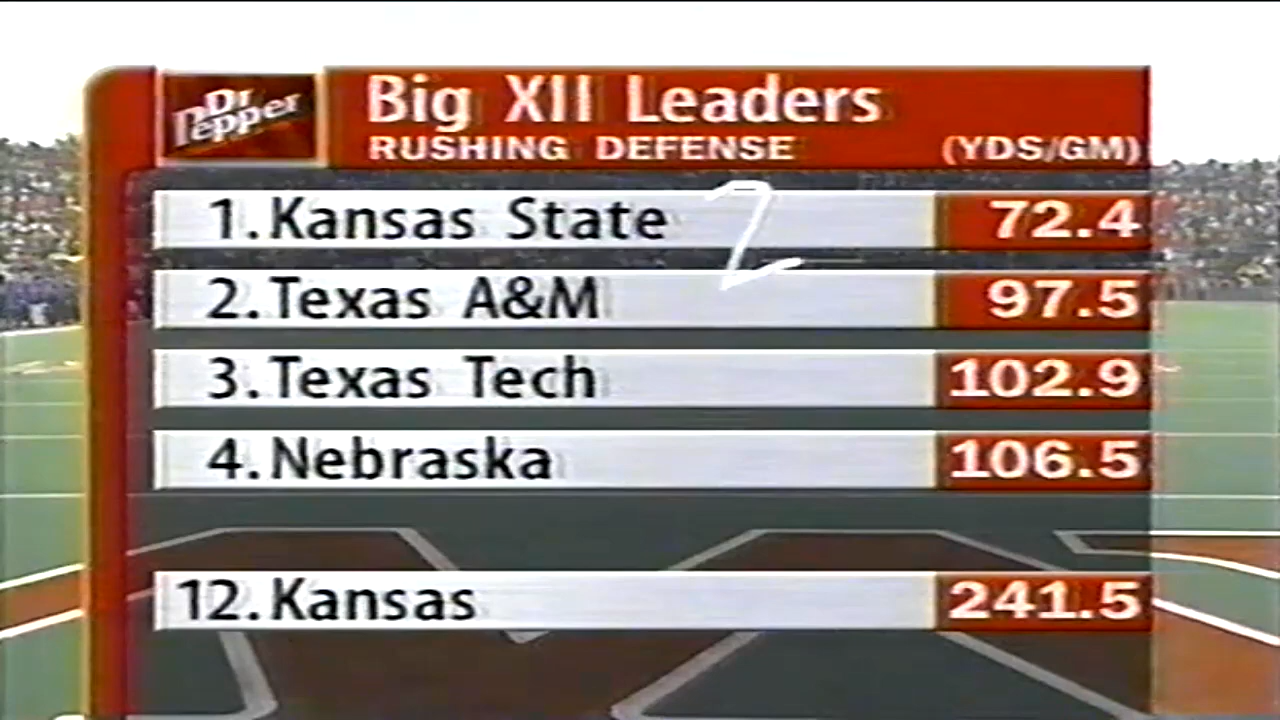 Dr Pepper
Big XII Leaders
RUSHING DEFENSE (YDS/GM)
1. Kansas State 72.4
2. Texas A&M 97.5
3. Texas Tech 102.9
4. Nebraska 106.5
12. Kansas 241.5